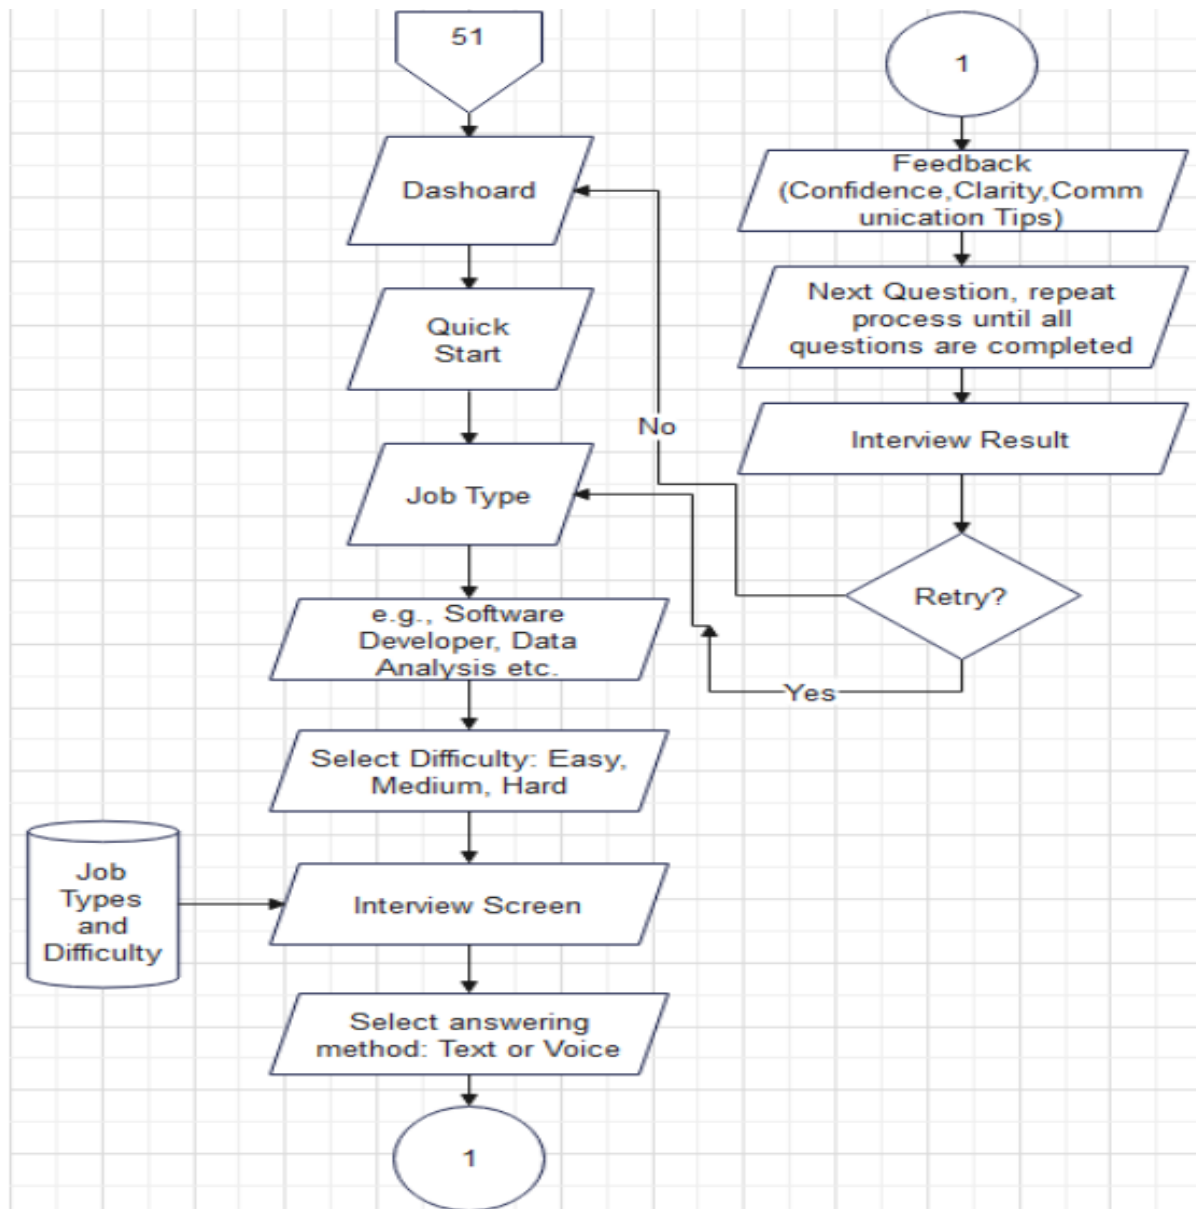 51
Dashoard
Quick
Start
Job Type
e.g., Software
Developer, Data
Analysis etc.
Select Difficulty: Easy,
Medium, Hard
Job
Types
and
Difficulty
Interview Screen
Select answering
method: Text or Voice
1
1
Feedback
(Confidence,Clarity,Comm
unication Tips)
Next Question, repeat
process until all
questions are completed
Interview Result
Retry?
No
Yes